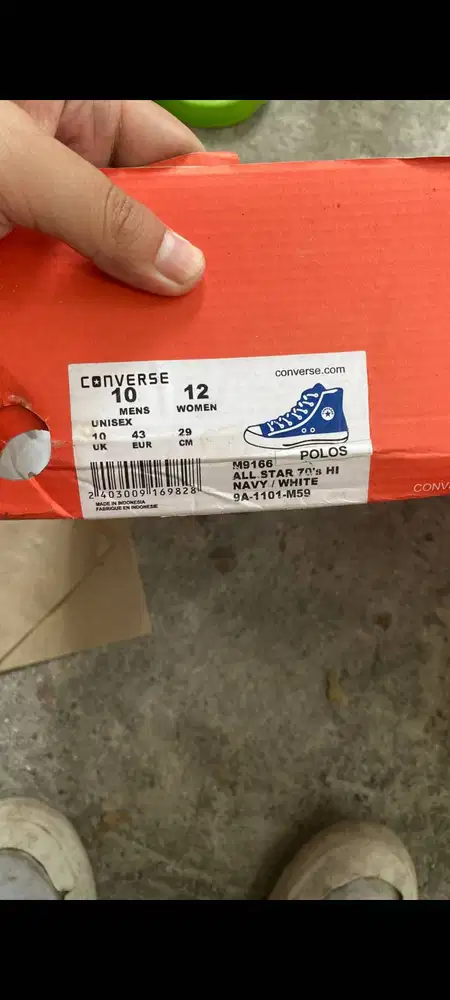 CONVERSE
converse.com
10 12
MENS WOMEN
UNISEX
10 43 29
UK EUR CM
POLOS
M9166
ALL STAR 70's HI
NAVY / WHITE
9A-1101-M59
2 403009 169828
MADE IN INDONESIA
FABRIQUE EN INDONESIE